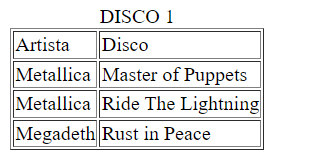 DISCO 1
Artista Disco
Metallica Master of Puppets
Metallica Ride The Lightning
Megadeth Rust in Peace